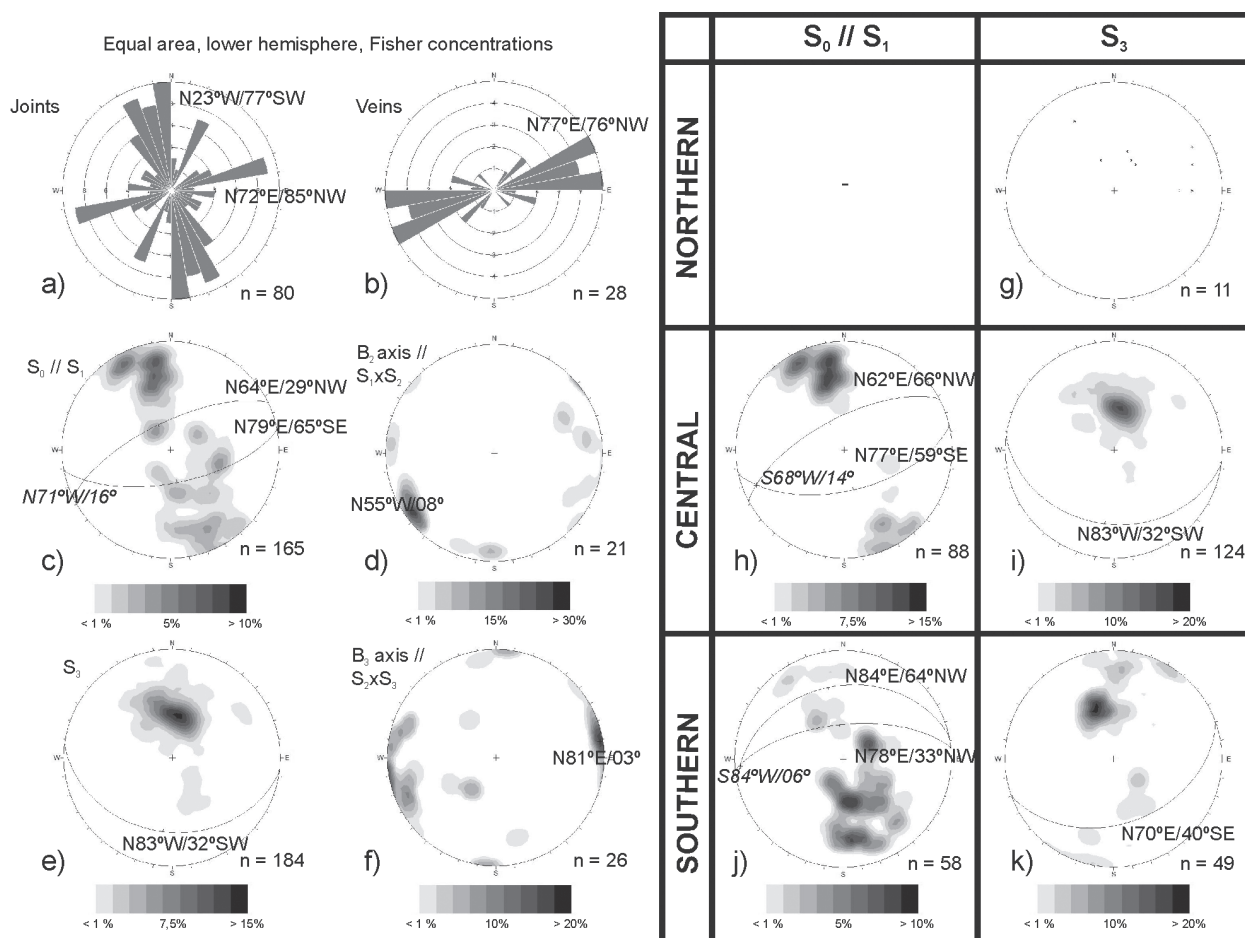 Equal area, lower hemisphere, Fisher concentrations
Joints
N
N23ºW/77ºSW
N72ºE/85ºNW
W
S
a)
n = 80
Veins
N
N77ºE/76ºNW
W
E
S
b)
n = 28
S0 // S1
N
N64ºE/29ºNW
N79ºE/65ºSE
W
E
N71ºW/16º
S
c)
n = 165
< 1 %
5%
> 10%
B2 axis //
S1xS2
N
W
E
N55ºW/08º
S
d)
n = 21
< 1 %
15%
> 30%
S3
N
W
E
N83ºW/32ºSW
S
e)
n = 184
< 1 %
7,5%
> 15%
B3 axis //
S2xS3
N
W
E
N81ºE/03º
S
f)
n = 26
< 1 %
10%
> 20%
S0 // S1
S3
NORTHERN
-
N
W
E
S
g)
n = 11
CENTRAL
N
N62ºE/66ºNW
W
E
N77ºE/59ºSE
S68ºW/14º
S
h)
n = 88
< 1 %
7,5%
> 15%
N
W
E
N83ºW/32ºSW
S
i)
n = 124
< 1 %
10%
> 20%
SOUTHERN
N
N84ºE/64ºNW
W
E
N78ºE/33ºNW
S84ºW/06º
S
j)
n = 58
< 1 %
5%
> 10%
N
W
E
N70ºE/40ºSE
S
k)
n = 49
< 1 %
10%
> 20%